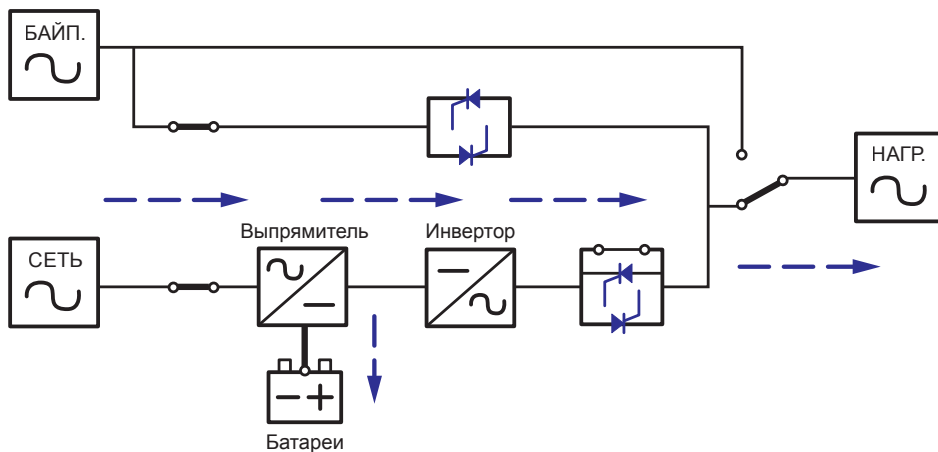 БАЙП.
НАГР.
Выпрямитель
Инвертор
СЕТЬ
Батареи